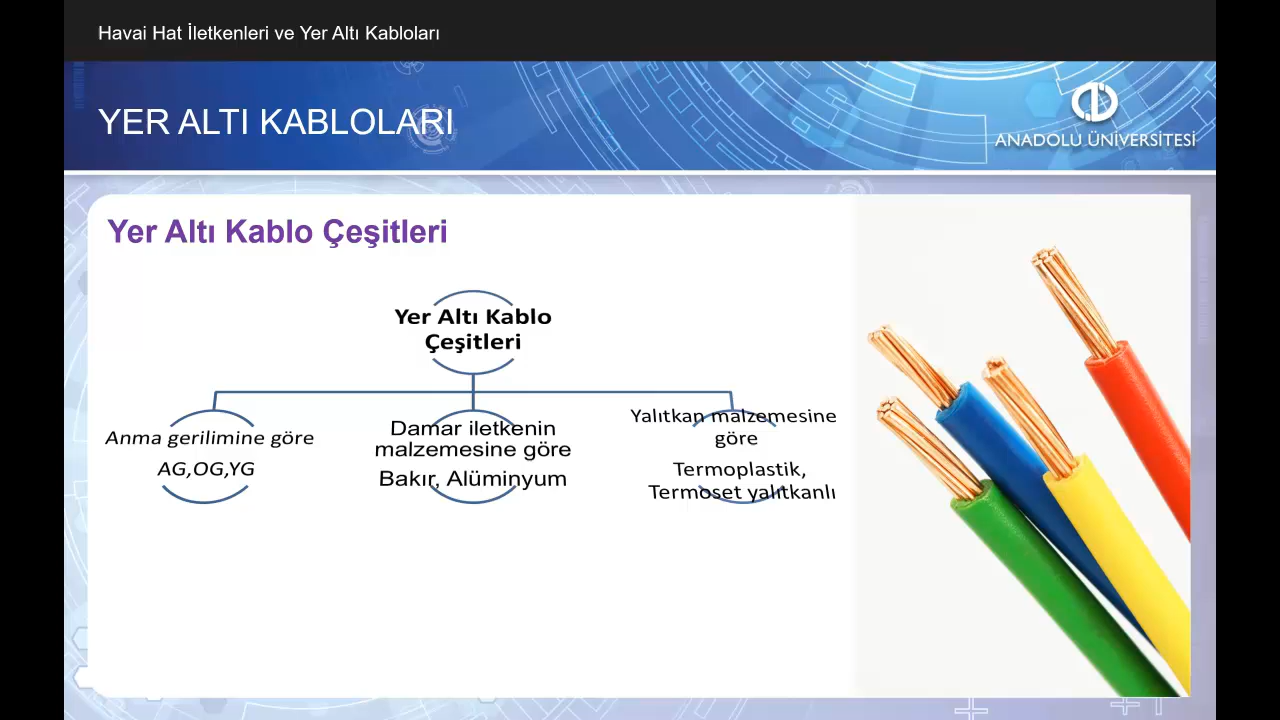 Havai Hat İletkenleri ve Yer Altı Kabloları
YER ALTI KABLOLARI
ANADOLU ÜNİVERSİTESİ
Yer Altı Kablo Çeşitleri
Yer Altı Kablo
Çeşitleri
Anma gerilimine göre
AG,OG,YG
Damar iletkenin
malzemesine göre
Bakır, Alüminyum
Yalıtkan malzemesine
göre
Termoplastik,
Termoset yalıtkanlı